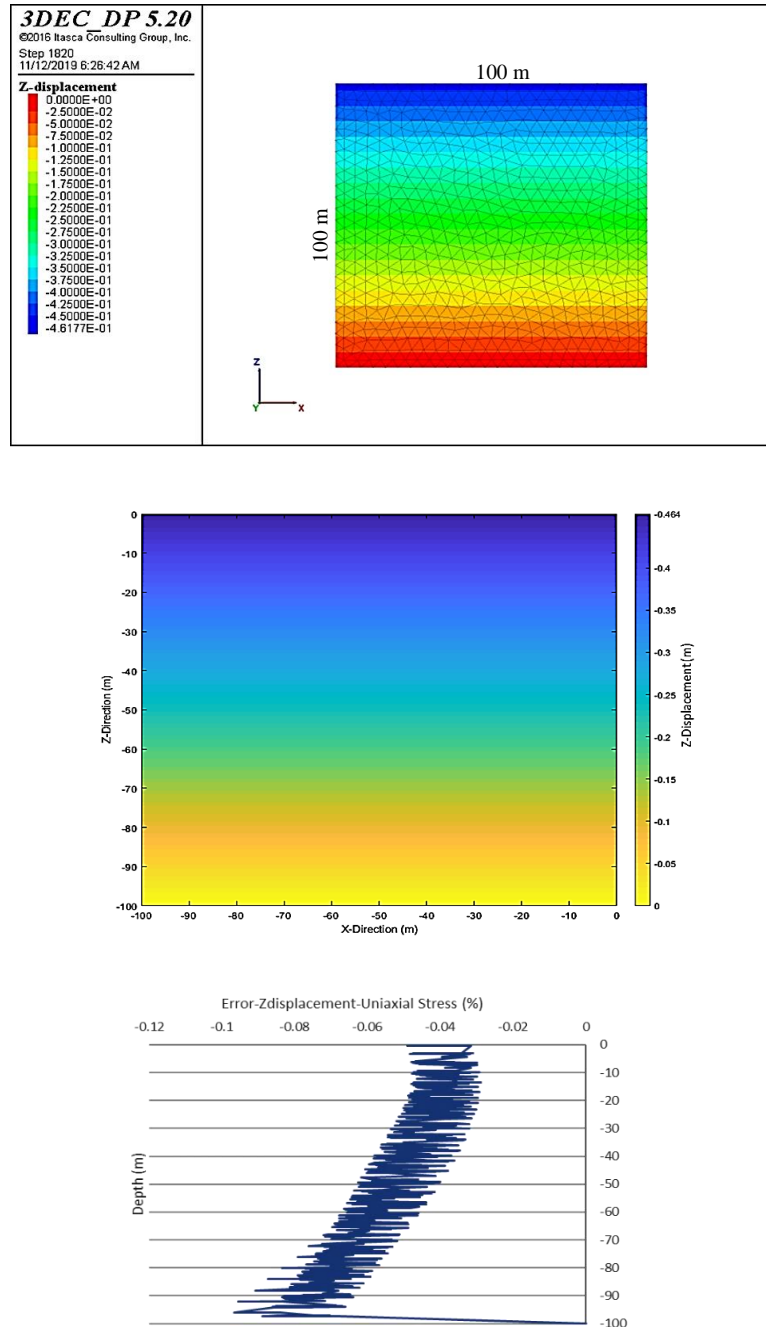 3DEC_DP 5.20
©2016 Itasca Consulting Group, Inc.
Step 1820
11/12/2019 6:26:42 AM
Z-displacement
0.0000E+00
-2.5000E-02
-5.0000E-02
-7.5000E-02
-1.0000E-01
-1.2500E-01
-1.5000E-01
-1.7500E-01
-2.0000E-01
-2.2500E-01
-2.5000E-01
-2.7500E-01
-3.0000E-01
-3.2500E-01
-3.5000E-01
-3.7500E-01
-4.0000E-01
-4.2500E-01
-4.5000E-01
-4.6177E-01
100 m
100 m
Z
Y
X
0
-10
-20
-30
-40
-50
-60
-70
-80
-90
-100
Z-Direction (m)
-100
-90
-80
-70
-60
-50
-40
-30
-20
-10
0
X-Direction (m)
-0.464
-0.4
-0.35
-0.3
-0.25
-0.2
-0.15
-0.1
-0.05
0
Z-Displacement (m)
Error-Zdisplacement-Uniaxial Stress (%)
-0.12
-0.1
-0.08
-0.06
-0.04
-0.02
0
0
-10
-20
-30
-40
-50
-60
-70
-80
-90
-100
Depth (m)